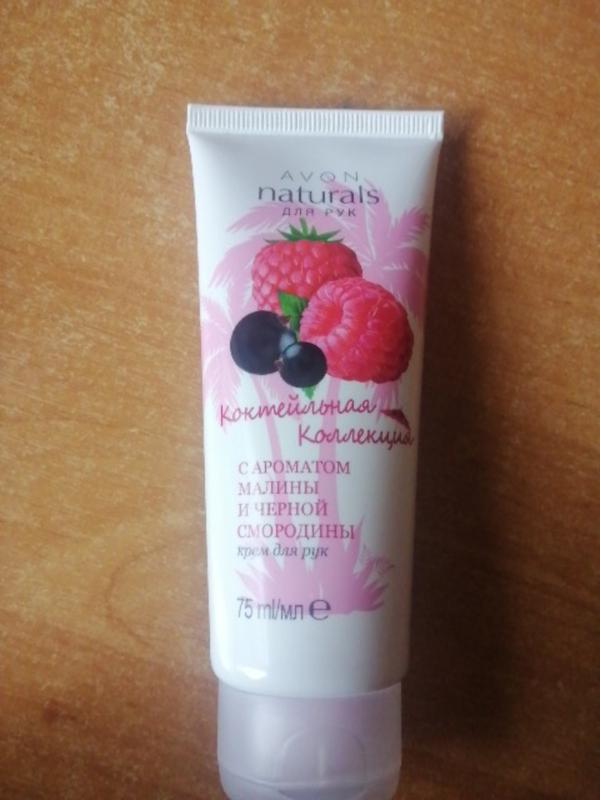 AVON
naturals
ДЛЯ РУК
Коктейльная
Коллекция
С АРОМАТОМ
МАЛИНЫ
И ЧЕРНОЙ
СМОРОДИНЫ
крем для рук
75 ml/мл e